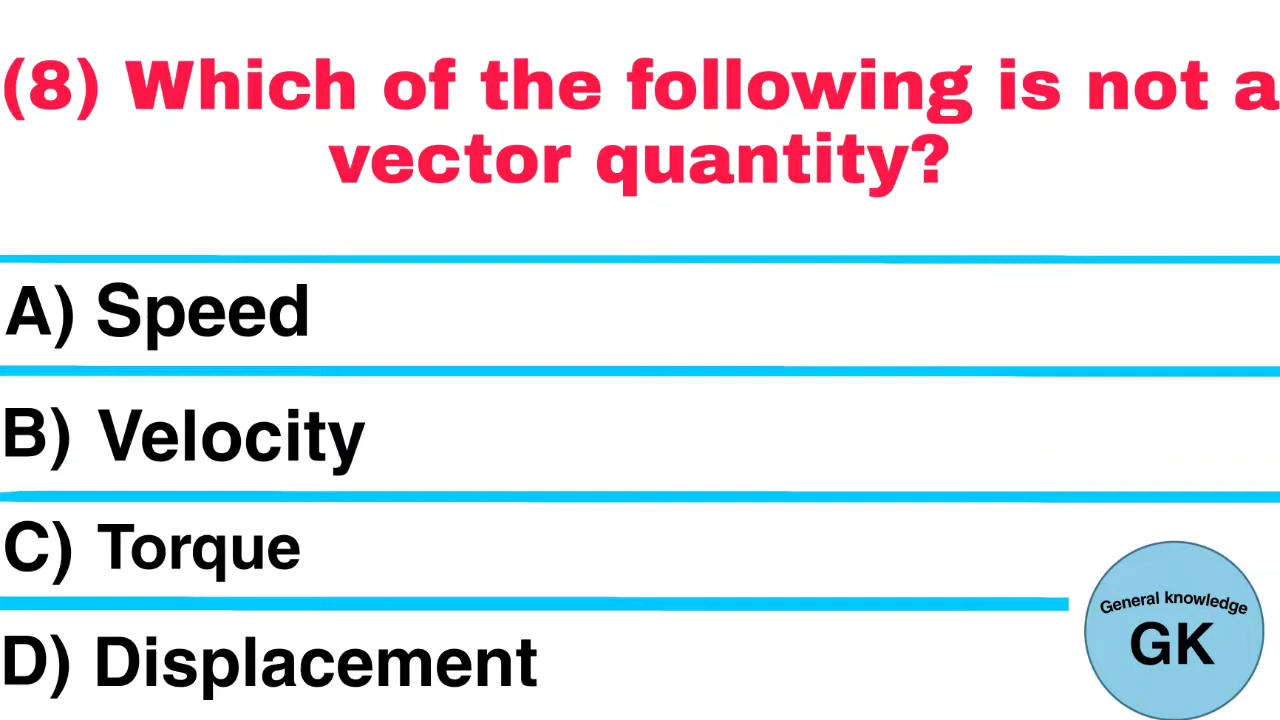 (8) Which of the following is not a
vector quantity?
A) Speed
B) Velocity
C) Torque
D) Displacement
General knowledge
GK